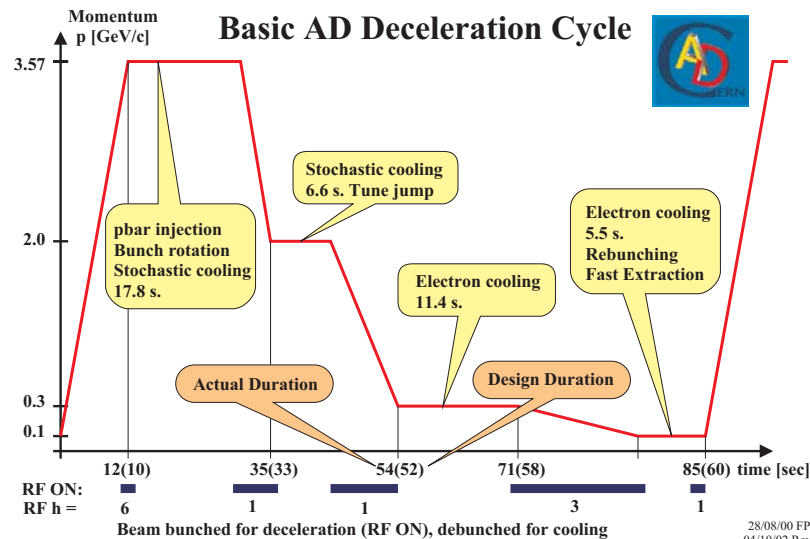 Momentum
p [GeV/c]
Basic AD Deceleration Cycle
AD
CERN
3.57
Stochastic cooling
6.6 s. Tune jump
pbar injection
Bunch rotation
Stochastic cooling
17.8 s.
Electron cooling
5.5 s.
Rebunching
Fast Extraction
2.0
Electron cooling
11.4 s.
Actual Duration
Design Duration
0.3
0.1
12(10) 35(33) 54(52) 71(58) 85(60) time [sec]
RF ON:
RF h = 6 1 1 3 1
Beam bunched for deceleration (RF ON), debunched for cooling
28/08/00 FP